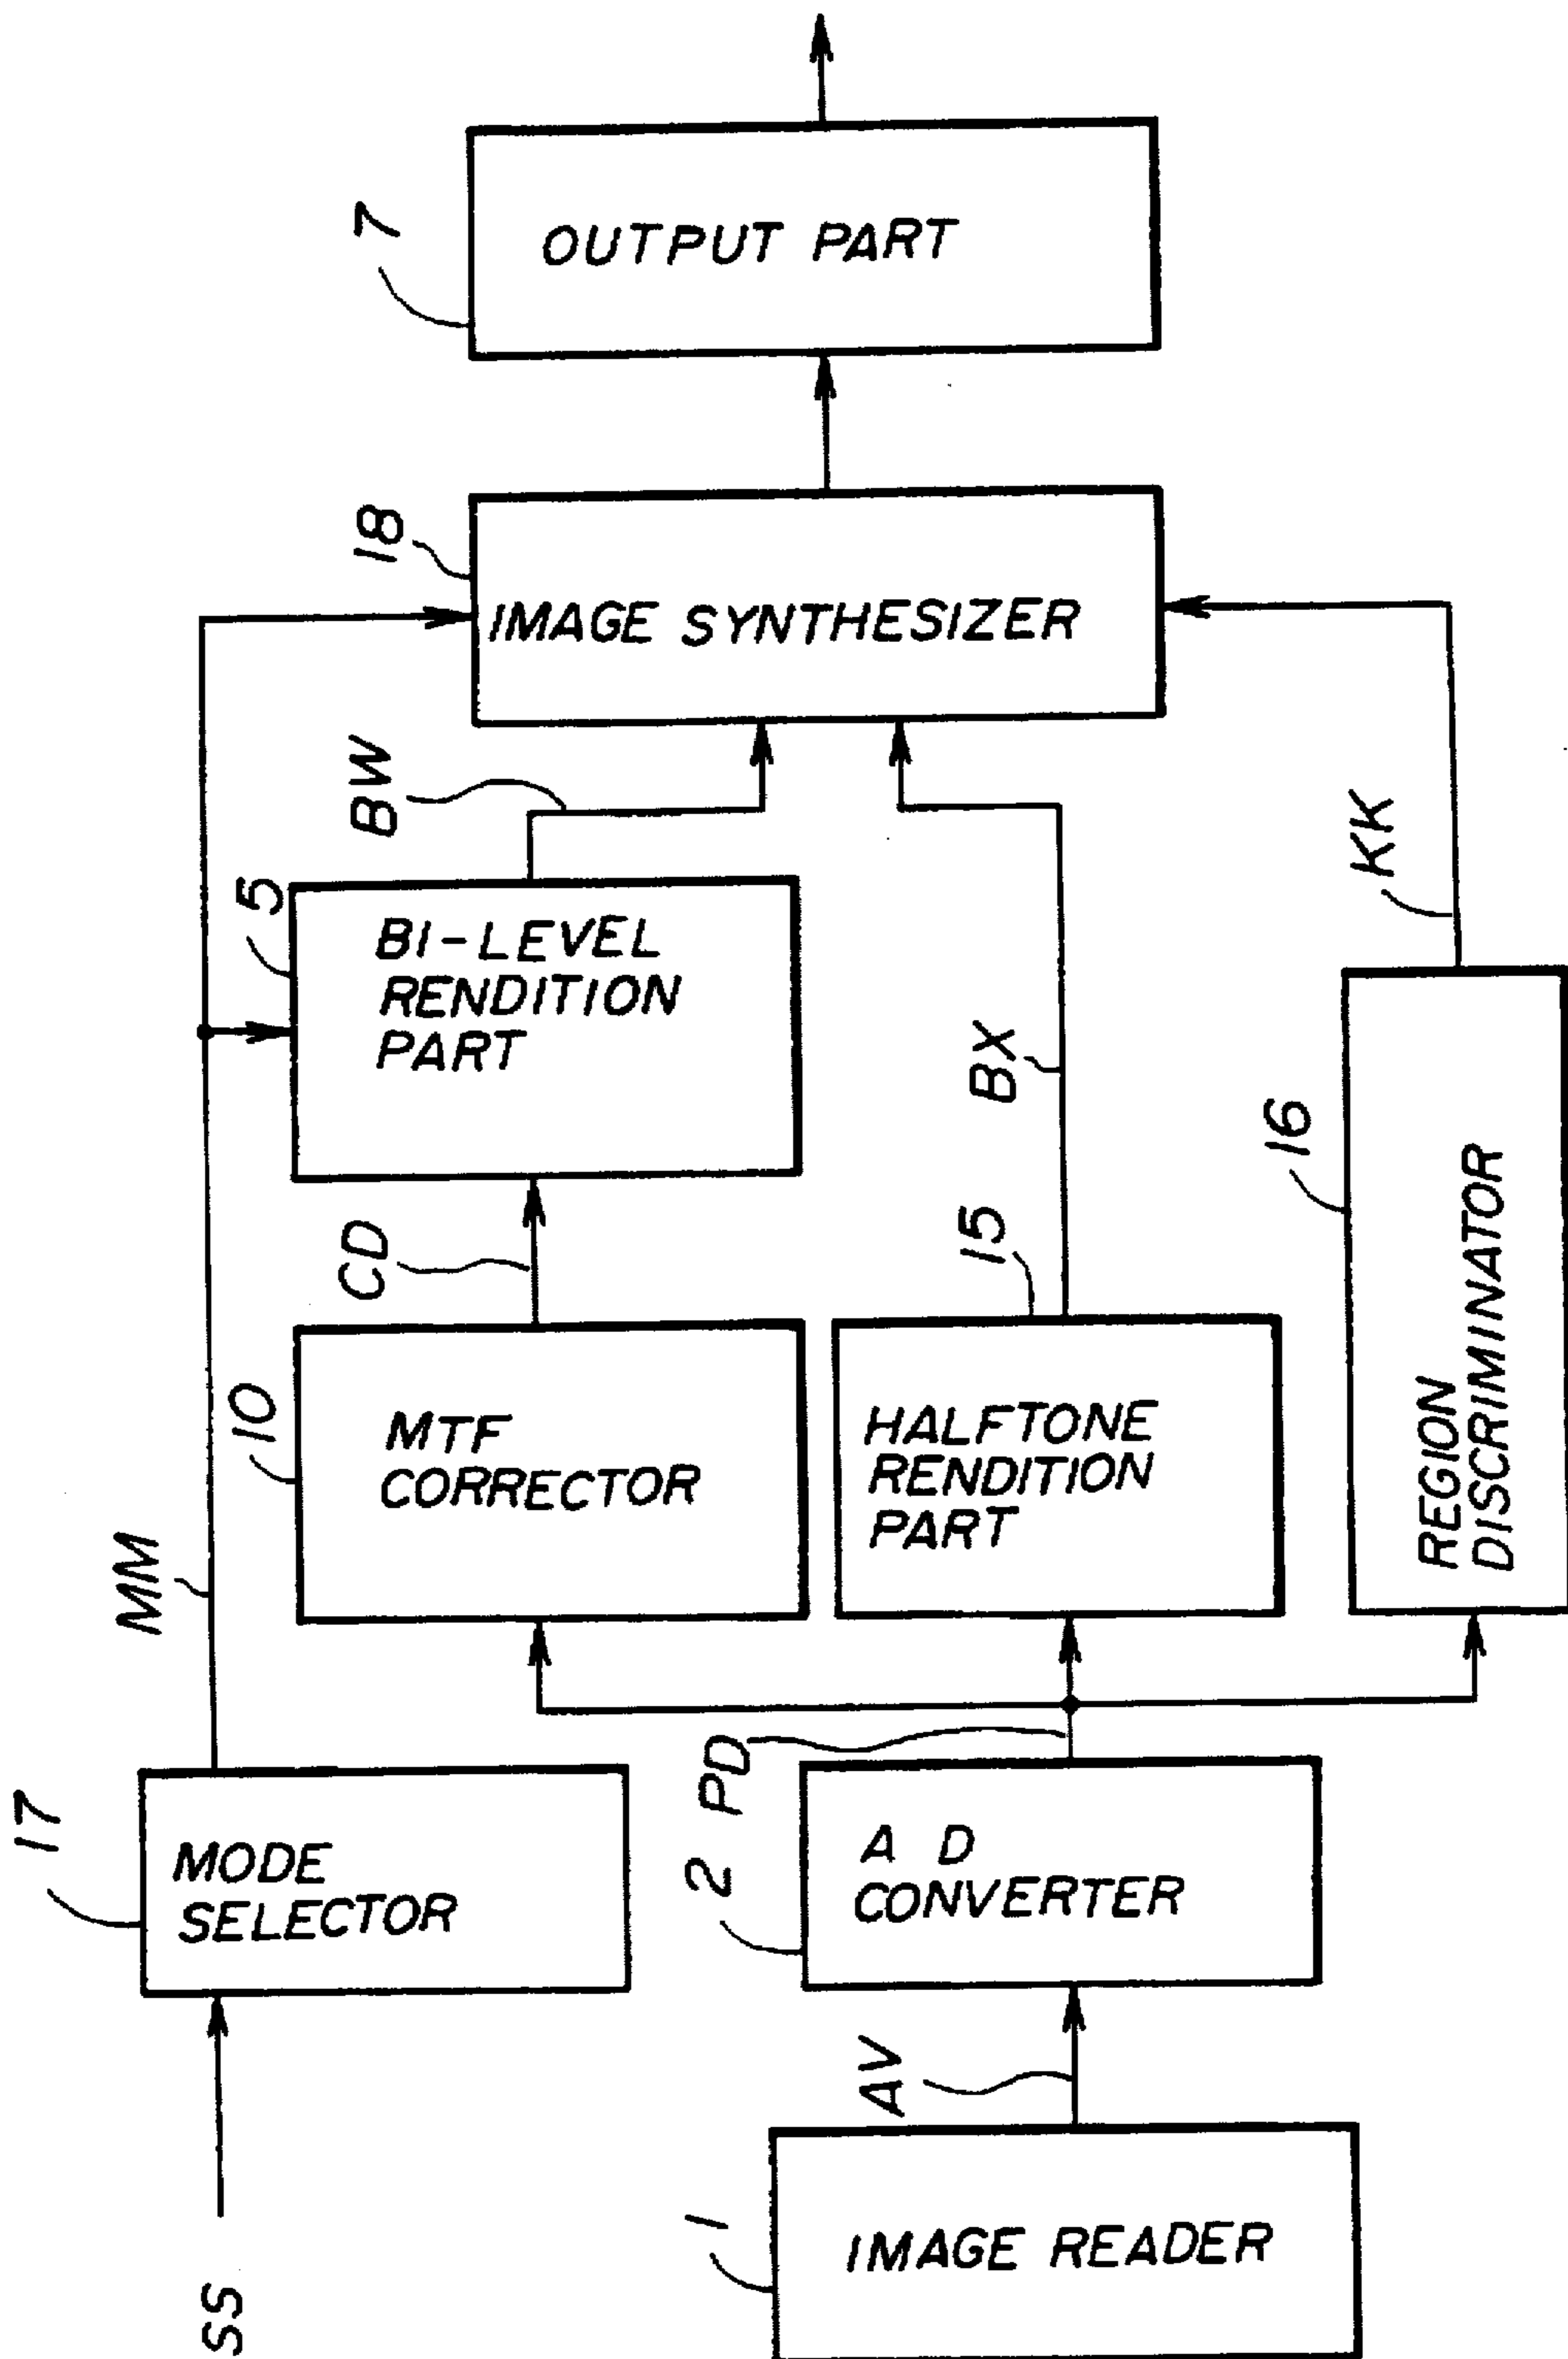 7
OUTPUT PART
18
IMAGE SYNTHESIZER
BW
5
BI-LEVEL
RENDITION
PART
KK
BX
16
REGION
DISCRIMINATOR
CD
15
10
MTF
CORRECTOR
HALFTONE
RENDITION
PART
MM
17
MODE
SELECTOR
PD
2
A D
CONVERTER
AV
1
IMAGE READER
SS